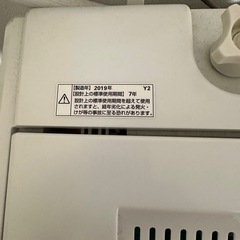 【製造年】2019年 Y2
【設計上の標準使用期間】 7年
設計上の標準使用期間を超えて使用
されますと、経年劣化による発火・
けが等の事故に至る恐れがあります。